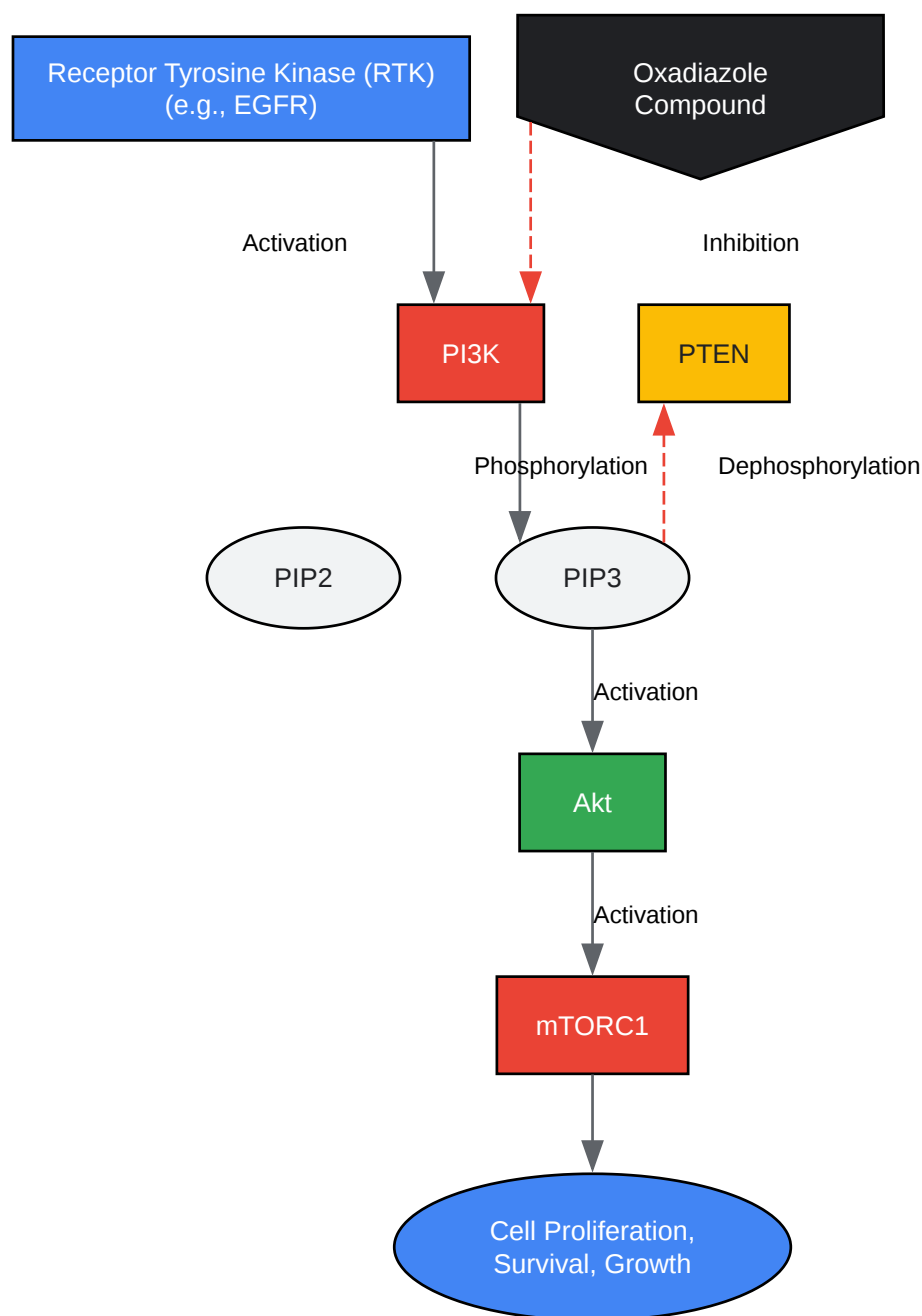 Receptor Tyrosine Kinase (RTK)
(e.g., EGFR)
Oxadiazole
Compound
Activation
Inhibition
PI3K
PTEN
Phosphorylation
Dephosphorylation
PIP2
PIP3
Activation
Akt
Activation
mTORC1
Cell Proliferation,
Survival, Growth